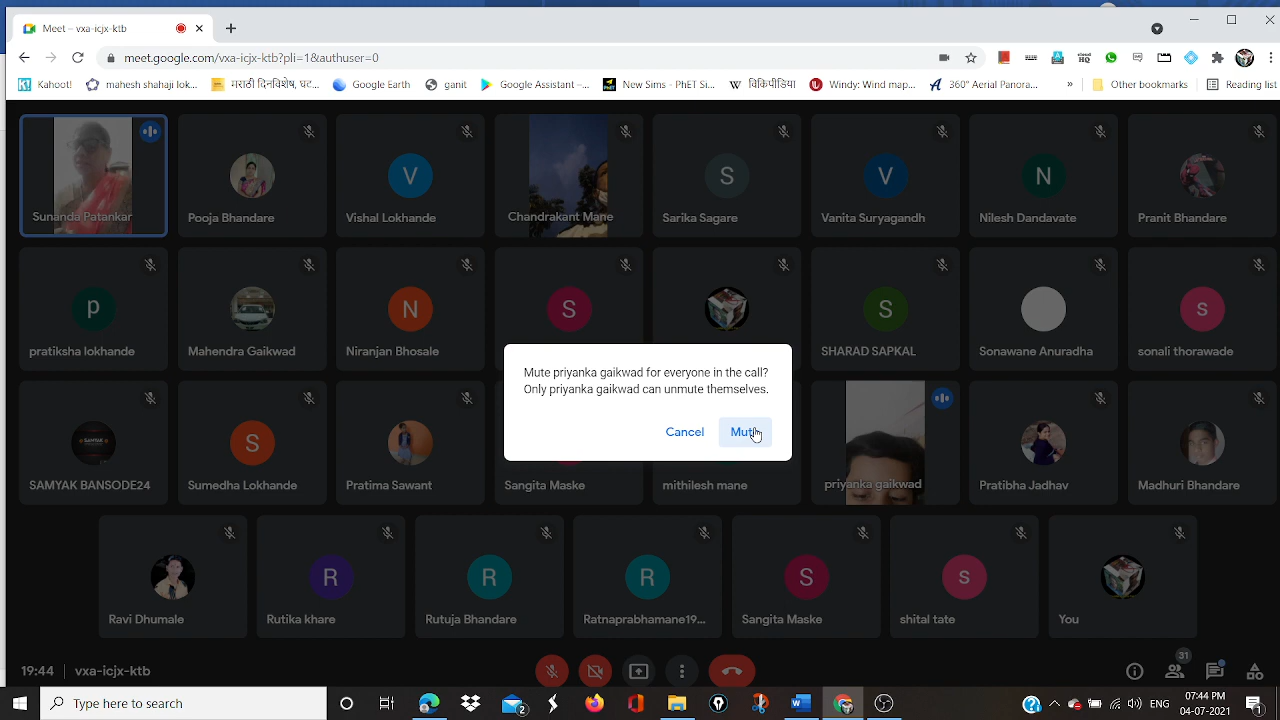 Meet – vxa-icjx-ktb
meet.google.com/vxa-icjx-ktb?pli=1&authuser=0
Kahoot!
mahesh shahaji lok...
Google Earth
ganit
Google Assistant –...
New Sims - PhET Si...
विकिपीडिया
Windy: Wind map...
360° Aerial Panora...
»
Other bookmarks
Reading list
Sunanda Patankar
Pooja Bhandare
V
Vishal Lokhande
Chandrakant Mane
S
Sarika Sagare
V
Vanita Suryagandh
N
Nilesh Dandavate
Pranit Bhandare
p
pratiksha lokhande
Mahendra Gaikwad
N
Niranjan Bhosale
S
S
SHARAD SAPKAL
Sonawane Anuradha
s
sonali thorawade
Mute priyanka gaikwad for everyone in the call?
Only priyanka gaikwad can unmute themselves.
Cancel
Mute
SAMYAK BANSODE24
S
Sumedha Lokhande
Pratima Sawant
Sangita Maske
mithilesh mane
priyanka gaikwad
Pratibha Jadhav
Madhuri Bhandare
Ravi Dhumale
R
Rutika khare
R
Rutuja Bhandare
R
Ratnaprabhamane19...
S
Sangita Maske
s
shital tate
You
19:44 | vxa-icjx-ktb
31
Type here to search
2
ENG
07:44 PM
04-07-2021
1